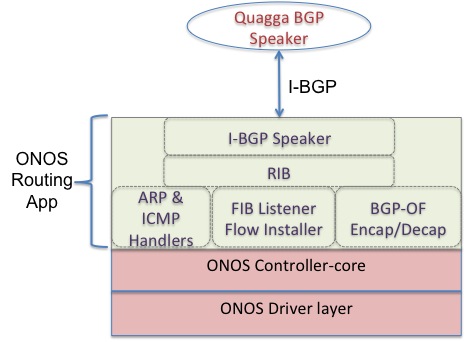 Quagga BGP
Speaker
I-BGP
ONOS
Routing
App
I-BGP Speaker
RIB
ARP &
ICMP
Handlers
FIB Listener
Flow Installer
BGP-OF
Encap/Decap
ONOS Controller-core
ONOS Driver layer